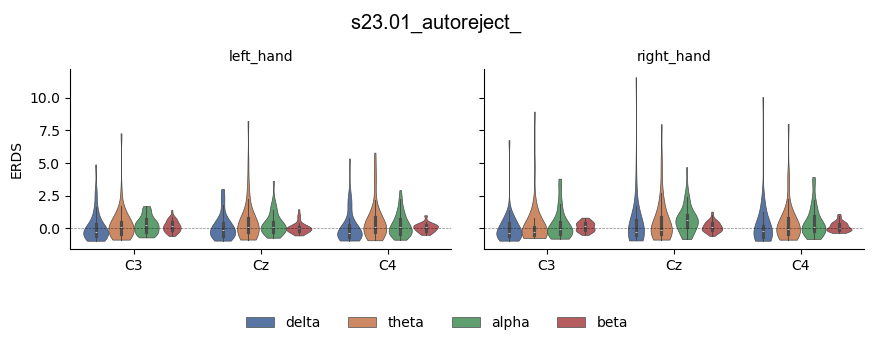 s23.01_autoreject_
left_hand
right_hand
ERDS
10.0
7.5
5.0
2.5
0.0
C3
Cz
C4
C3
Cz
C4
delta
theta
alpha
beta